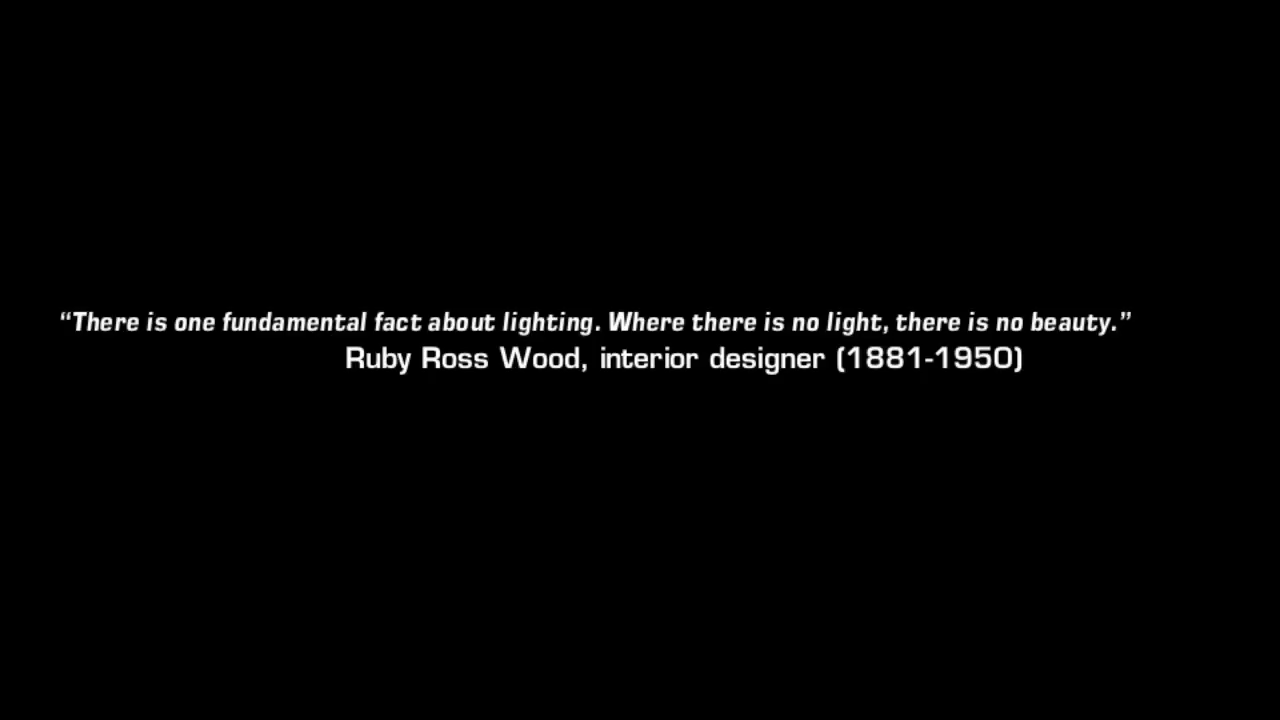 “There is one fundamental fact about lighting. Where there is no light, there is no beauty.”
Ruby Ross Wood, interior designer (1881-1950)